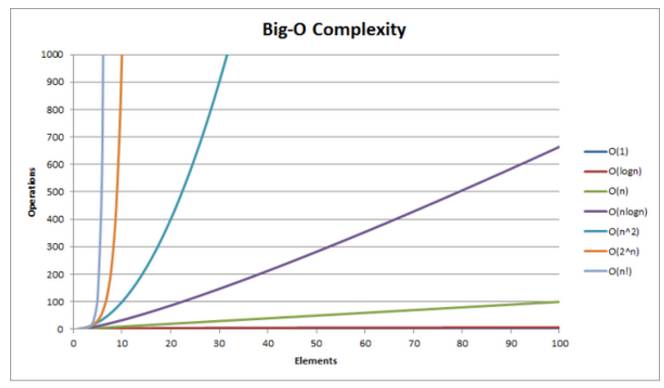 Big-O Complexity
1000
900
800
700
600
500
400
300
200
100
0
Operations
0 10 20 30 40 50 60 70 80 90 100
Elements
O(1)
O(logn)
O(n)
O(nlogn)
O(n^2)
O(2^n)
O(n!)